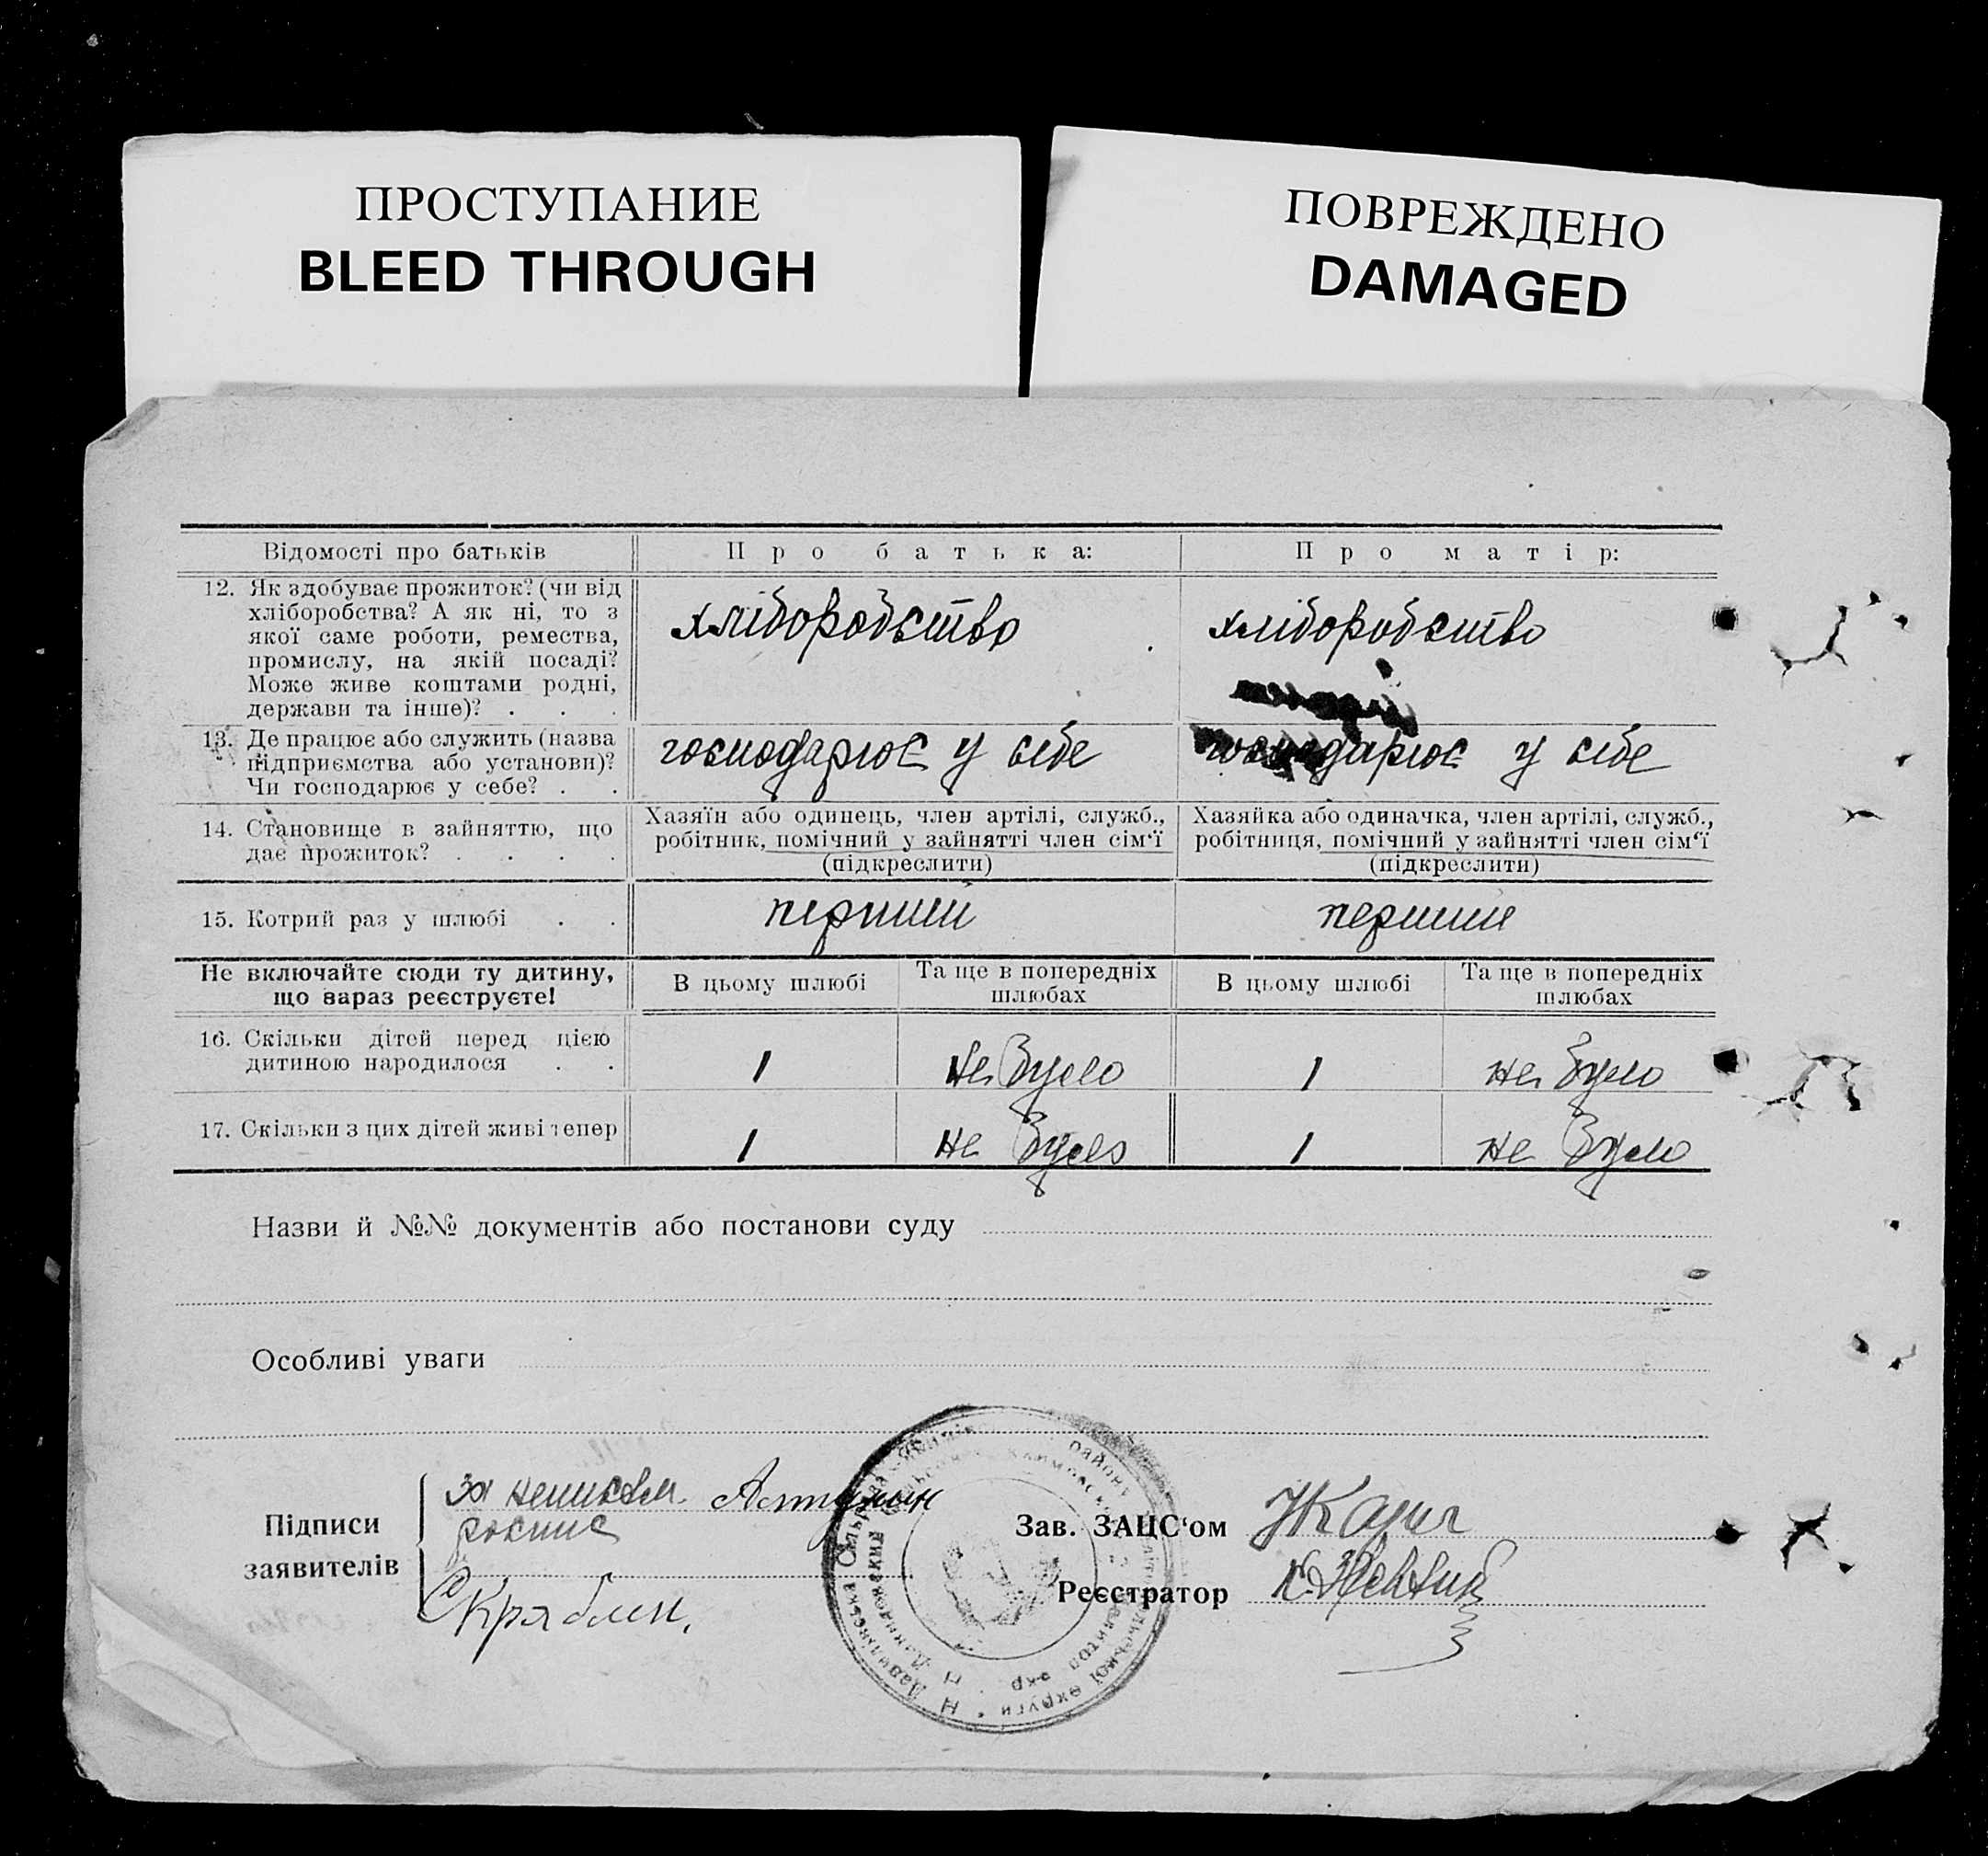 ПРОСТУПАНИЕ
BLEED THROUGH
ПОВРЕЖДЕНО
DAMAGED
Відомості про батьків
Про батька:
Про матір:
12. Як здобуває прожиток? (чи від
хліборобства? А як ні, то з
якої саме роботи, ремества,
промислу, на якій посаді?
Може живе коштами родні,
держави та інше)? . . .
хліборобство
хліборобство
13. Де працює або служить (назва
підприємства або установи)?
Чи господарює у себе? . .
господарює у себе
господарює у себе
14. Становище в зайняттю, що
дає прожиток? . . . .
Хазяїн або одинець, член артілі, служб.,
робітник, помічний у зайнятті член сім'ї
(підкреслити)
Хазяйка або одиначка, член артілі, служб.,
робітниця, помічний у зайнятті член сім'ї
(підкреслити)
15. Котрий раз у шлюбі . .
перший
перший
Не включайте сюди ту дитину,
що зараз реєструєте!
В цьому шлюбі
Та ще в попередніх
шлюбах
В цьому шлюбі
Та ще в попередніх
шлюбах
16. Скільки дітей перед цією
дитиною народилося . .
1
не було
1
не було
17. Скільки з цих дітей живі тепер
1
не було
1
не було
Назви й №№ документів або постанови суду
Особливі уваги
Підписи
заявителів
за
Скряблин.
Зав. ЗАЦС'ом
Реєстратор
району
округи
окр